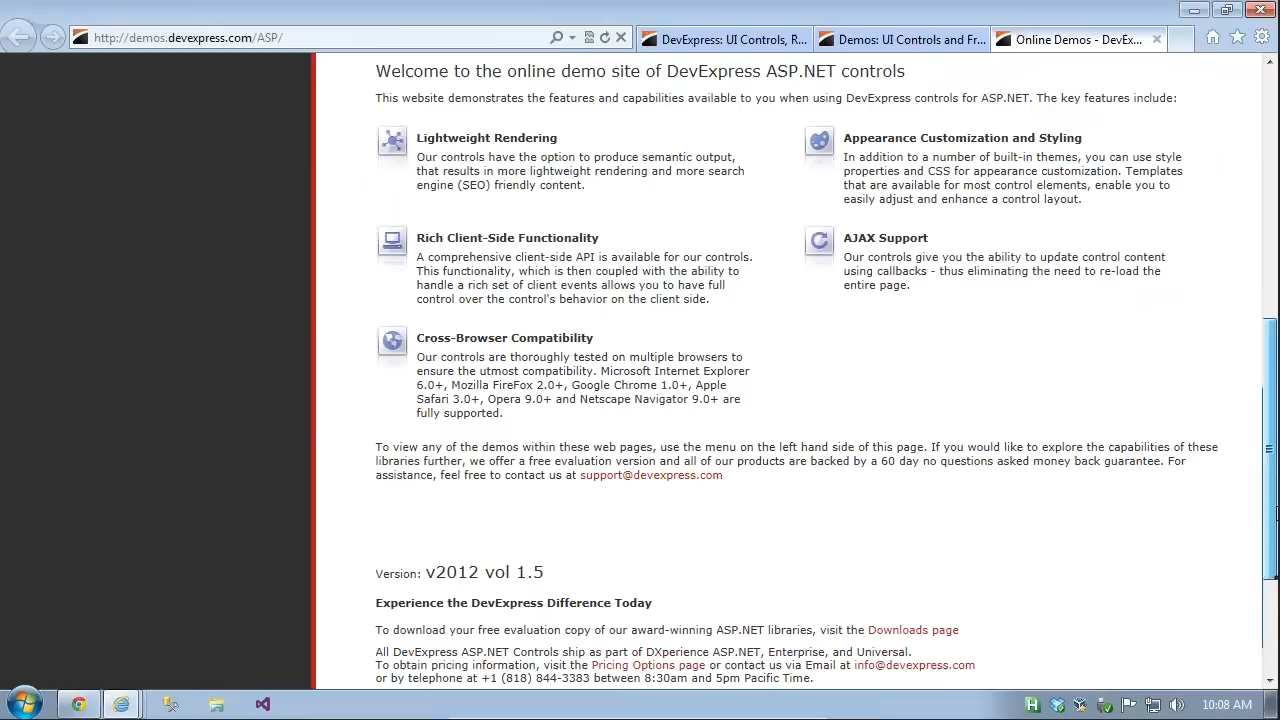 http://demos.devexpress.com/ASP/
DevExpress: UI Controls, R...
Demos: UI Controls and Fr...
Online Demos - DevEx...
Welcome to the online demo site of DevExpress ASP.NET controls
This website demonstrates the features and capabilities available to you when using DevExpress controls for ASP.NET. The key features include:
Lightweight Rendering
Our controls have the option to produce semantic output,
that results in more lightweight rendering and more search
engine (SEO) friendly content.
Appearance Customization and Styling
In addition to a number of built-in themes, you can use style
properties and CSS for appearance customization. Templates
that are available for most control elements, enable you to
easily adjust and enhance a control layout.
Rich Client-Side Functionality
A comprehensive client-side API is available for our controls.
This functionality, which is then coupled with the ability to
handle a rich set of client events allows you to have full
control over the control's behavior on the client side.
AJAX Support
Our controls give you the ability to update control content
using callbacks - thus eliminating the need to re-load the
entire page.
Cross-Browser Compatibility
Our controls are thoroughly tested on multiple browsers to
ensure the utmost compatibility. Microsoft Internet Explorer
6.0+, Mozilla FireFox 2.0+, Google Chrome 1.0+, Apple
Safari 3.0+, Opera 9.0+ and Netscape Navigator 9.0+ are
fully supported.
To view any of the demos within these web pages, use the menu on the left hand side of this page. If you would like to explore the capabilities of these
libraries further, we offer a free evaluation version and all of our products are backed by a 60 day no questions asked money back guarantee. For
assistance, feel free to contact us at support@devexpress.com
Version: v2012 vol 1.5
Experience the DevExpress Difference Today
To download your free evaluation copy of our award-winning ASP.NET libraries, visit the Downloads page
All DevExpress ASP.NET Controls ship as part of DXperience ASP.NET, Enterprise, and Universal.
To obtain pricing information, visit the Pricing Options page or contact us via Email at info@devexpress.com
or by telephone at +1 (818) 844-3383 between 8:30am and 5pm Pacific Time.
10:08 AM